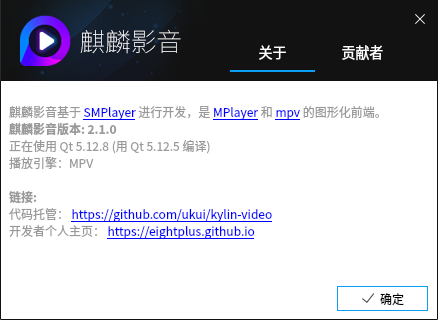 麒麟影音
关于
贡献者
麒麟影音基于 SMPlayer 进行开发，是 MPlayer 和 mpv 的图形化前端。
麒麟影音版本: 2.1.0
正在使用 Qt 5.12.8 (用 Qt 5.12.5 编译)
播放引擎：MPV
链接:
代码托管： https://github.com/ukui/kylin-video
开发者个人主页： https://eightplus.github.io
确定